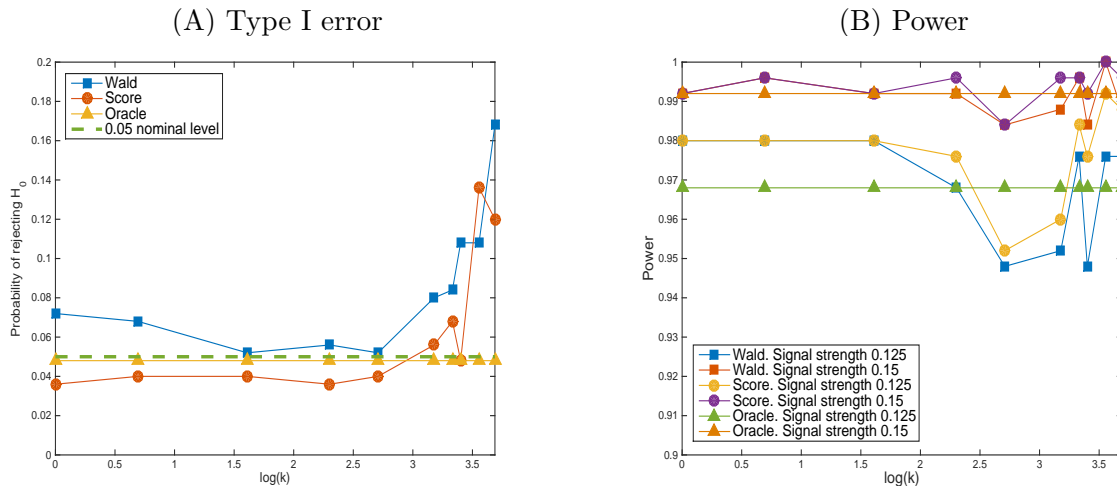 (A) Type I error
(B) Power
Probability of rejecting H0
0.2
0.18
0.16
0.14
0.12
0.1
0.08
0.06
0.04
0.02
0
Wald
Score
Oracle
0.05 nominal level
0 0.5 1 1.5 2 2.5 3 3.5
log(k)
Power
1
0.99
0.98
0.97
0.96
0.95
0.94
0.93
0.92
0.91
0.9
Wald. Signal strength 0.125
Wald. Signal strength 0.15
Score. Signal strength 0.125
Score. Signal strength 0.15
Oracle. Signal strength 0.125
Oracle. Signal strength 0.15
0 0.5 1 1.5 2 2.5 3 3.5
log(k)